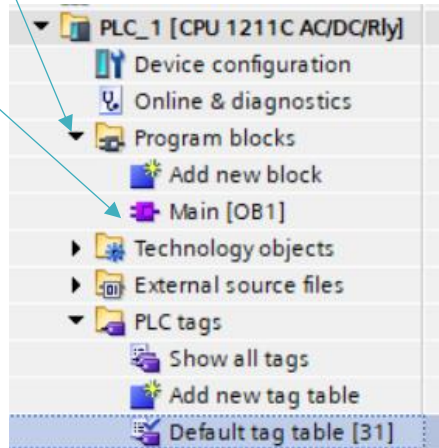 PLC_1 [CPU 1211C AC/DC/Rly]
Device configuration
Online & diagnostics
Program blocks
Add new block
Main [OB1]
Technology objects
External source files
PLC tags
Show all tags
Add new tag table
Default tag table [31]